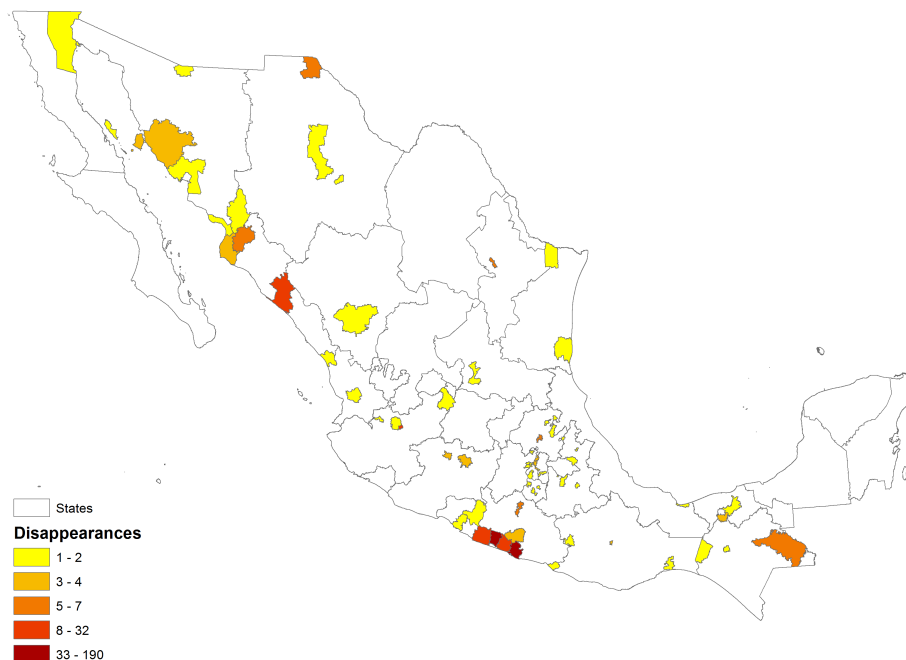 States
Disappearances
1 - 2
3 - 4
5 - 7
8 - 32
33 - 190